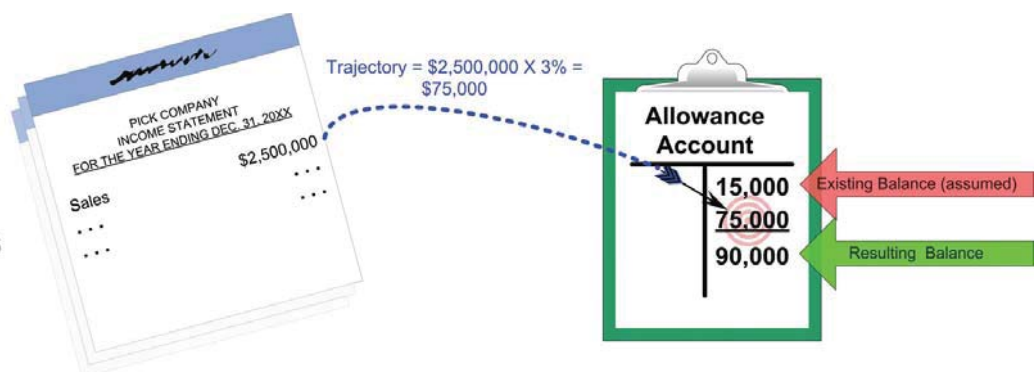 PICK COMPANY
INCOME STATEMENT
FOR THE YEAR ENDING DEC. 31, 20XX
Sales $2,500,000
... ...
... ...
Trajectory = $2,500,000 X 3% =
$75,000
Allowance
Account
15,000
75,000
90,000
Existing Balance (assumed)
Resulting Balance